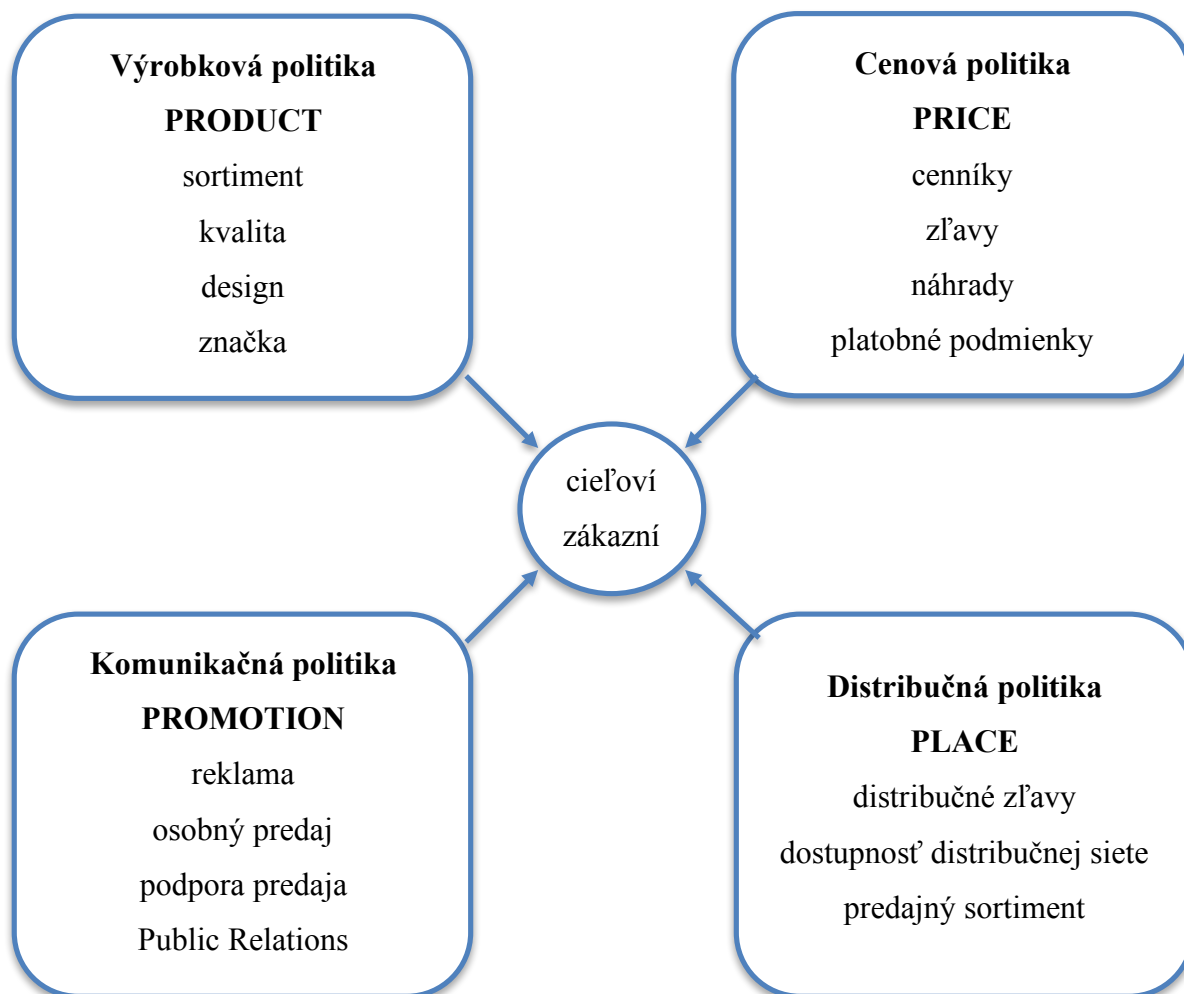 Výrobková politika
PRODUCT
sortiment
kvalita
design
značka
Cenová politika
PRICE
cenníky
zľavy
náhrady
platobné podmienky
cieľoví
zákazní
Komunikačná politika
PROMOTION
reklama
osobný predaj
podpora predaja
Public Relations
Distribučná politika
PLACE
distribučné zľavy
dostupnosť distribučnej siete
predajný sortiment